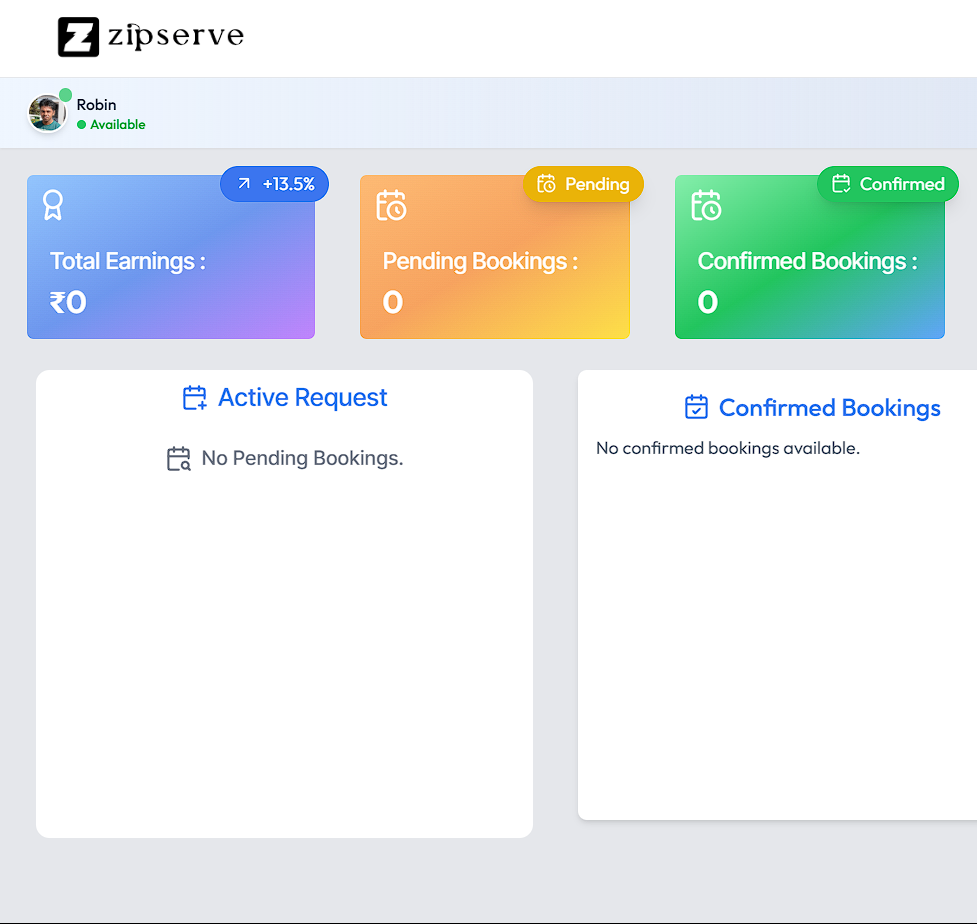 zipserve
Robin
Available
+13.5%
Total Earnings :
₹0
Pending
Pending Bookings :
0
Confirmed
Confirmed Bookings :
0
Active Request
No Pending Bookings.
Confirmed Bookings
No confirmed bookings available.